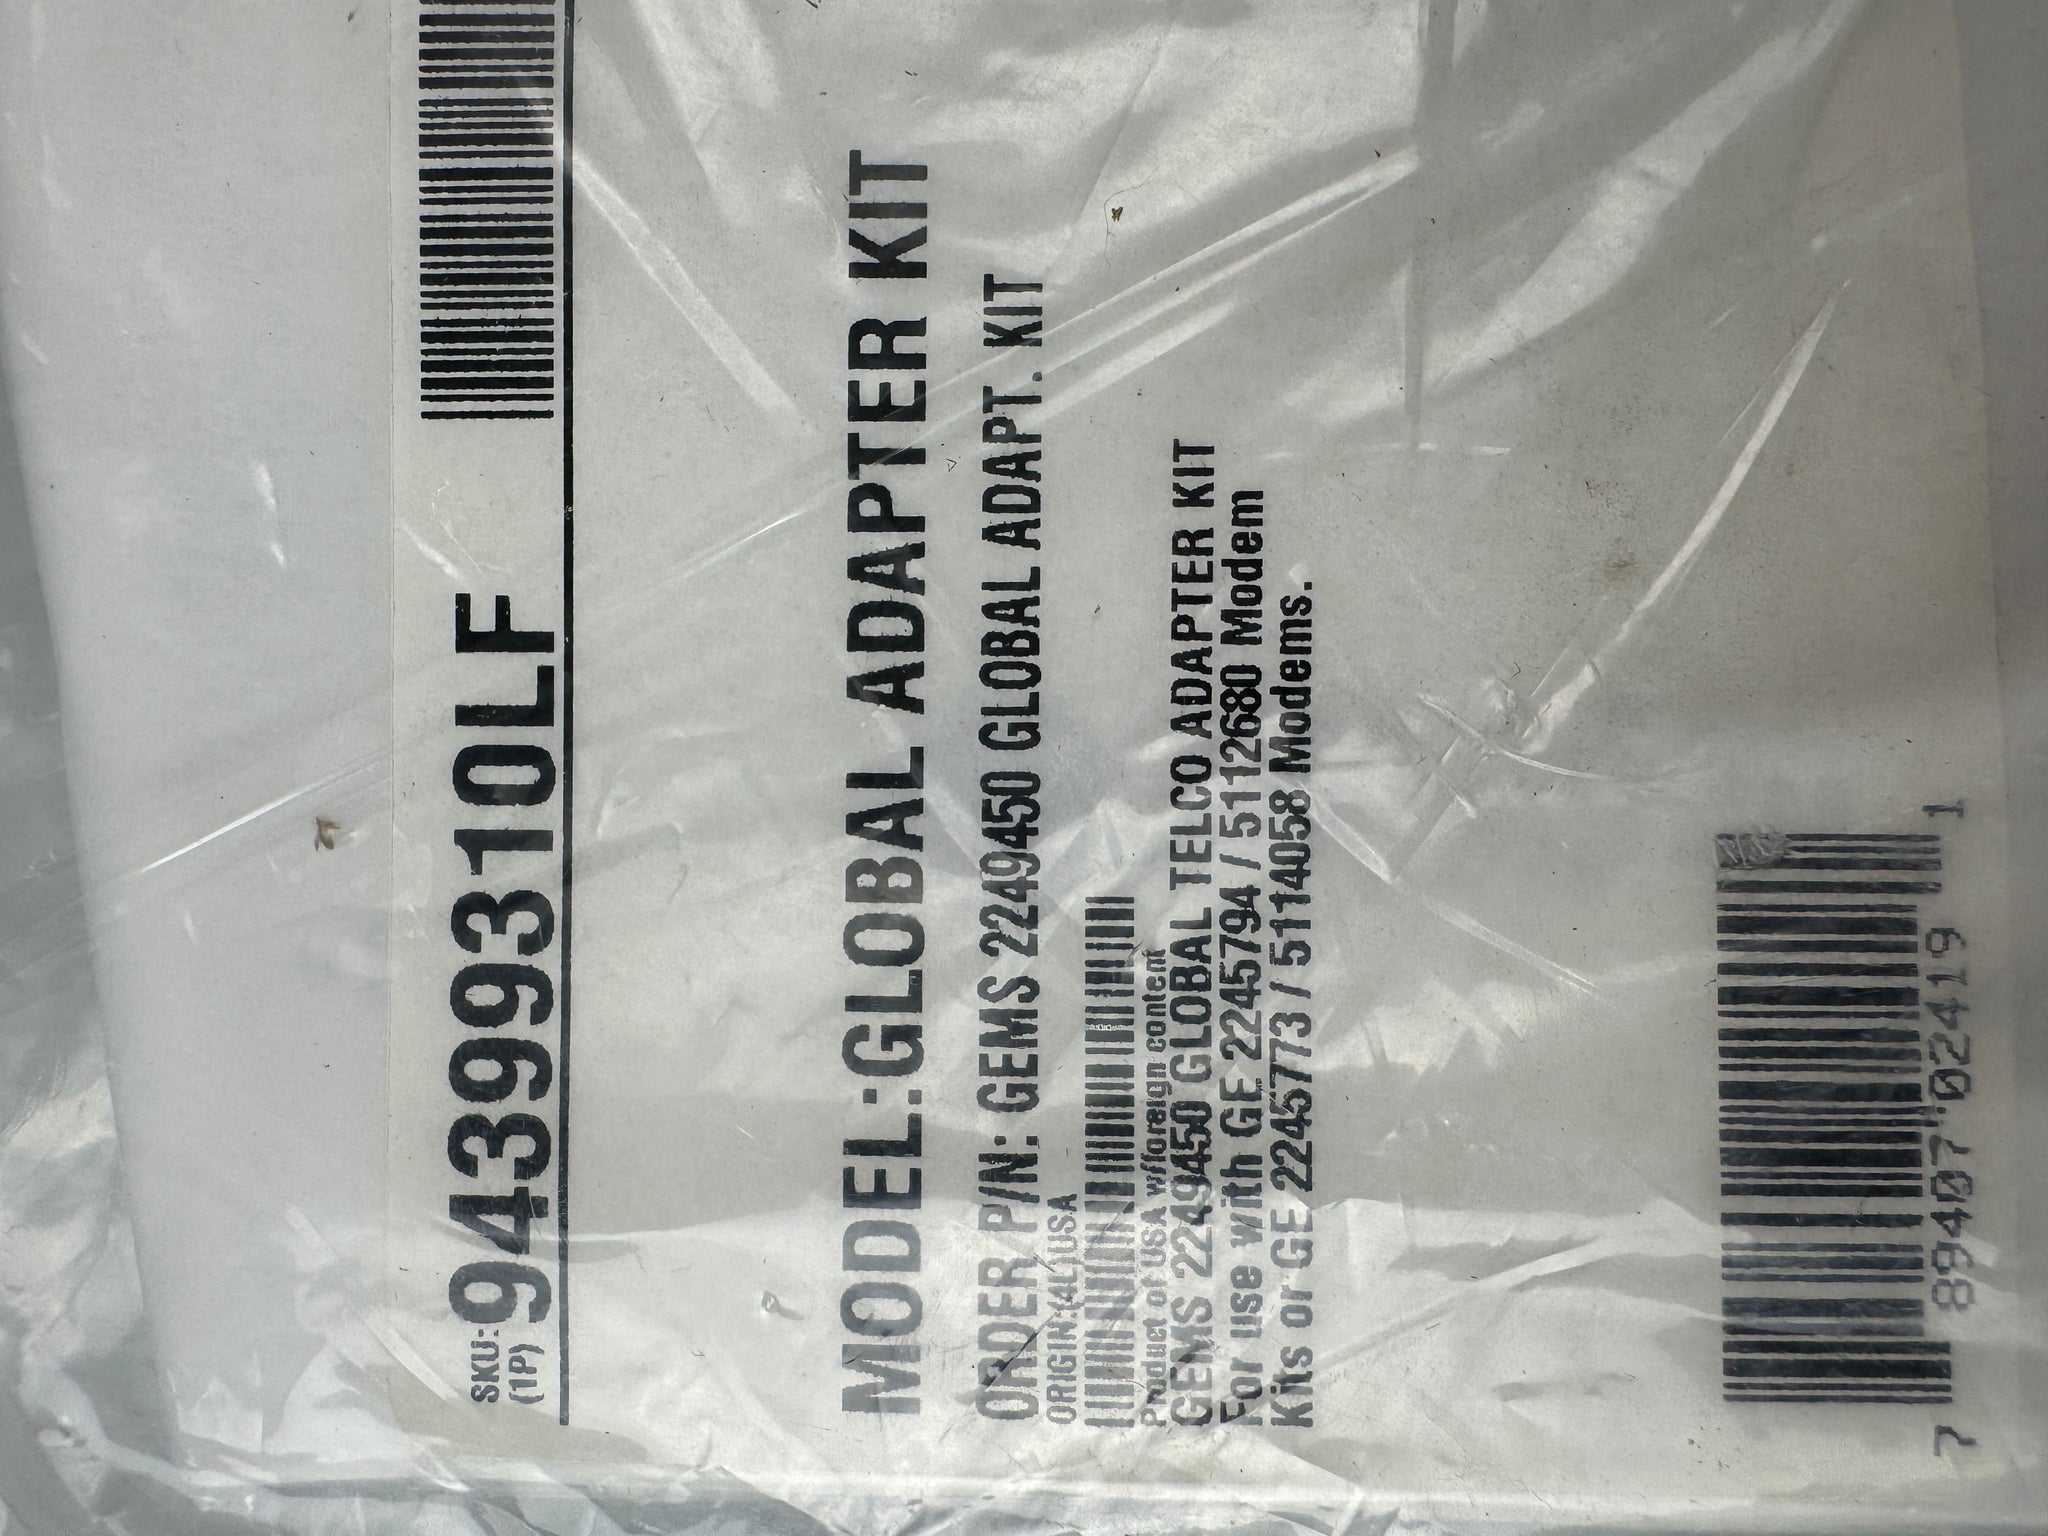 SKU: 94399310LF
(1P)
MODEL:GLOBAL ADAPTER KIT
ORDER P/N: GEMS 2249450 GLOBAL ADAPT. KIT
ORIGIN:(4L)USA
Product of USA w/foreign content
GEMS 2249450 GLOBAL TELCO ADAPTER KIT
For use with GE 2245794 / 5112680 Modem
Kits or GE 22457773 / 5114058 Modems.
7 89407 02419 1